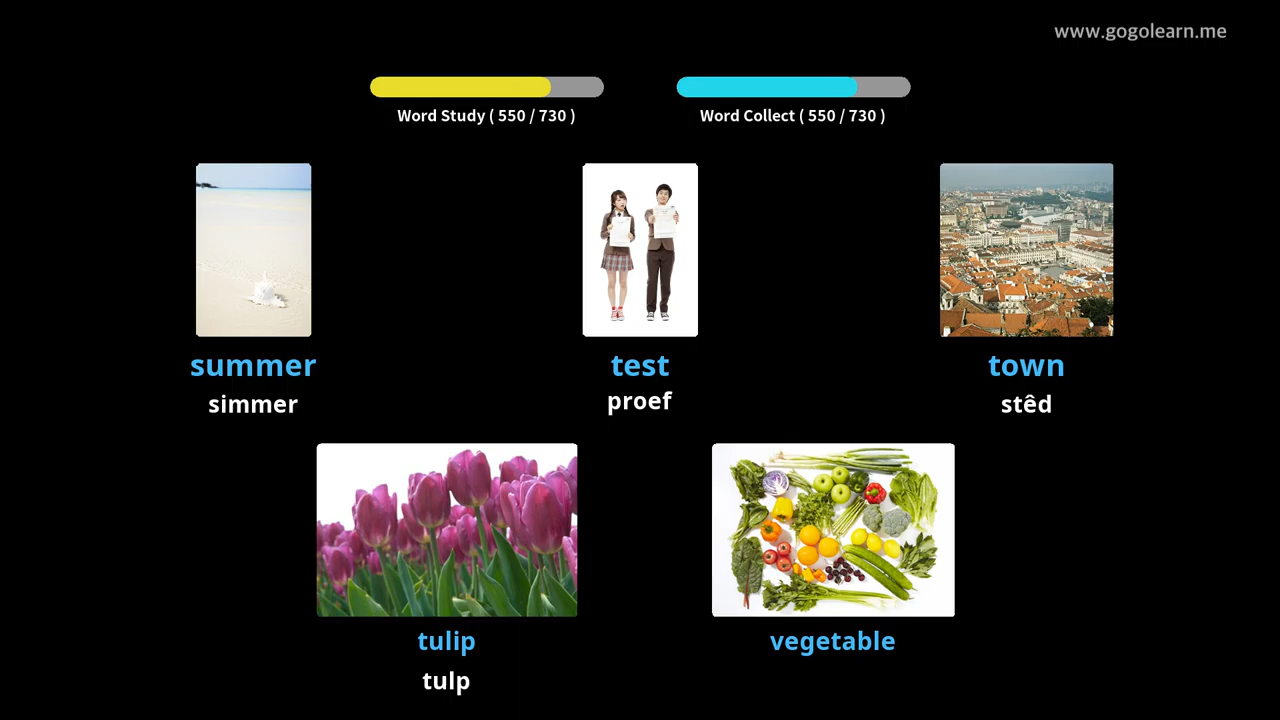 www.gogolearn.me
Word Study ( 550 / 730 )
Word Collect ( 550 / 730 )
summer
simmer
test
proef
town
stêd
tulip
tulp
vegetable